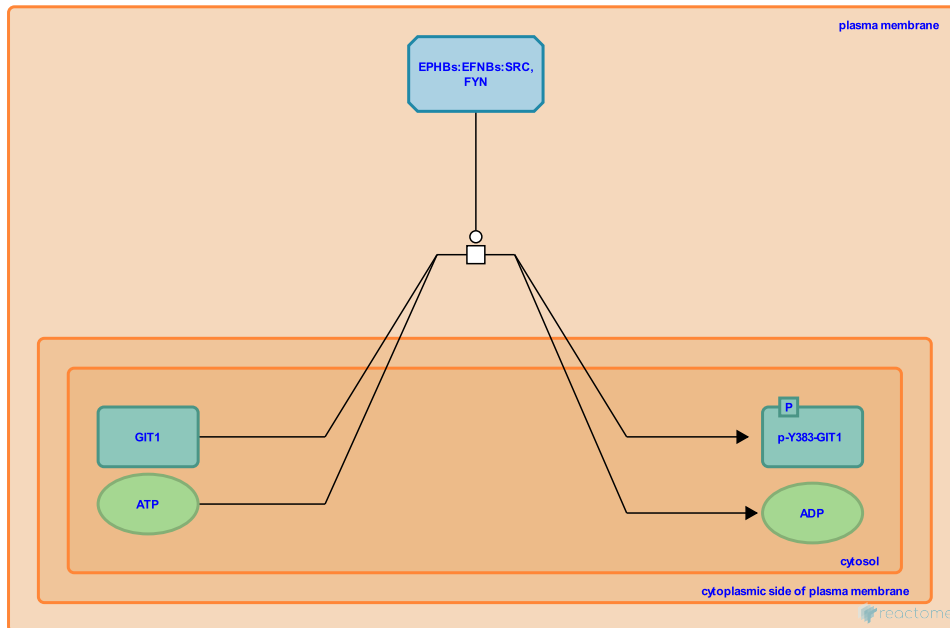 plasma membrane
EPHBs:EFNBs:SRC,
FYN
GIT1
P
p-Y383-GIT1
ATP
ADP
cytosol
cytoplasmic side of plasma membrane
reactome